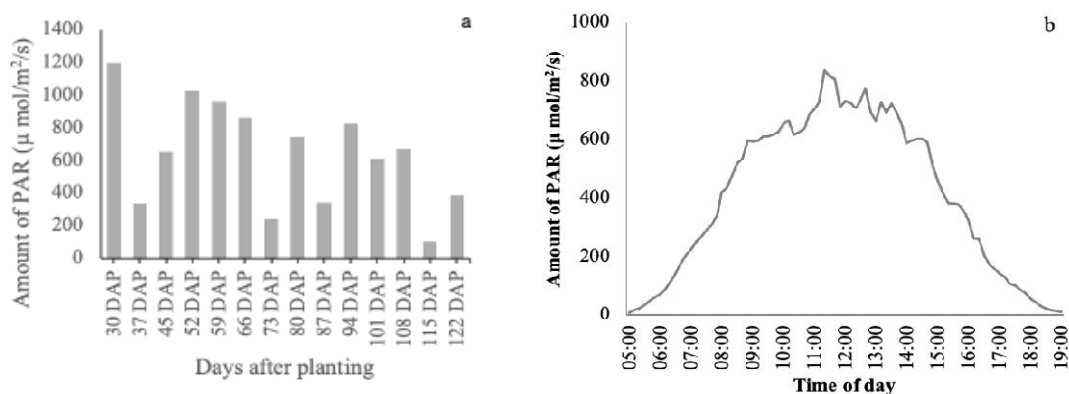 a
Amount of PAR (µ mol/m²/s)
1400
1200
1000
800
600
400
200
0
30 DAP
37 DAP
45 DAP
52 DAP
59 DAP
66 DAP
73 DAP
80 DAP
87 DAP
94 DAP
101 DAP
108 DAP
115 DAP
122 DAP
Days after planting
b
Amount of PAR (µ mol/m²/s)
1000
800
600
400
200
0
05:00
06:00
07:00
08:00
09:00
10:00
11:00
12:00
13:00
14:00
15:00
16:00
17:00
18:00
19:00
Time of day